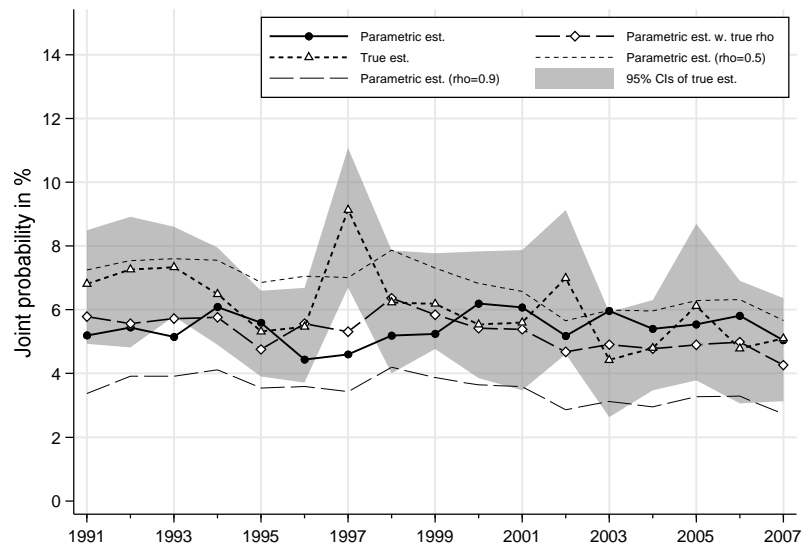 Parametric est.
Parametric est. w. true rho
True est.
Parametric est. (rho=0.5)
Parametric est. (rho=0.9)
95% CIs of true est.
Joint probability in %
14
12
10
8
6
4
2
0
1991 1993 1995 1997 1999 2001 2003 2005 2007